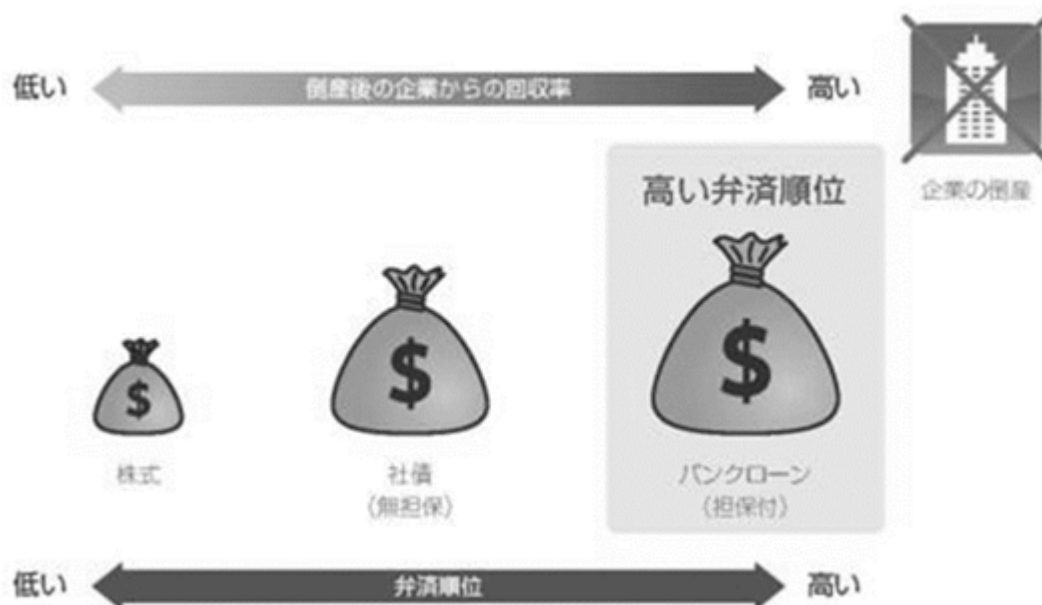 低い 倒産後の企業からの回収率 高い
企業の倒産
高い弁済順位
$ $ $
株式 社債 バンクローン
(無担保) (担保付)
低い 弁済順位 高い